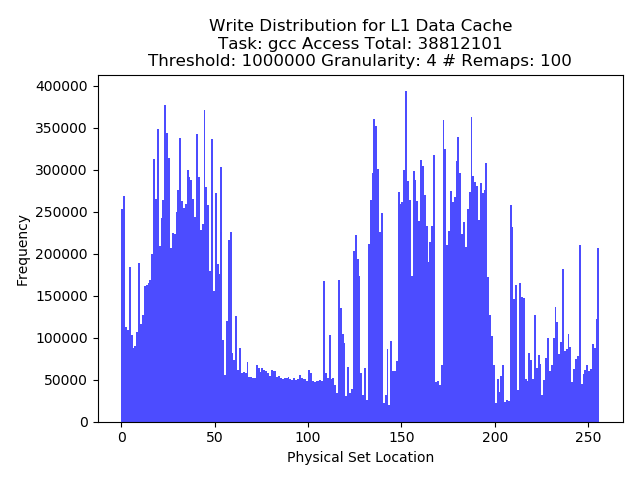 Write Distribution for L1 Data Cache
Task: gcc Access Total: 38812101
Threshold: 1000000 Granularity: 4 # Remaps: 100
400000
350000
300000
250000
200000
150000
100000
50000
0
Frequency
0 50 100 150 200 250
Physical Set Location